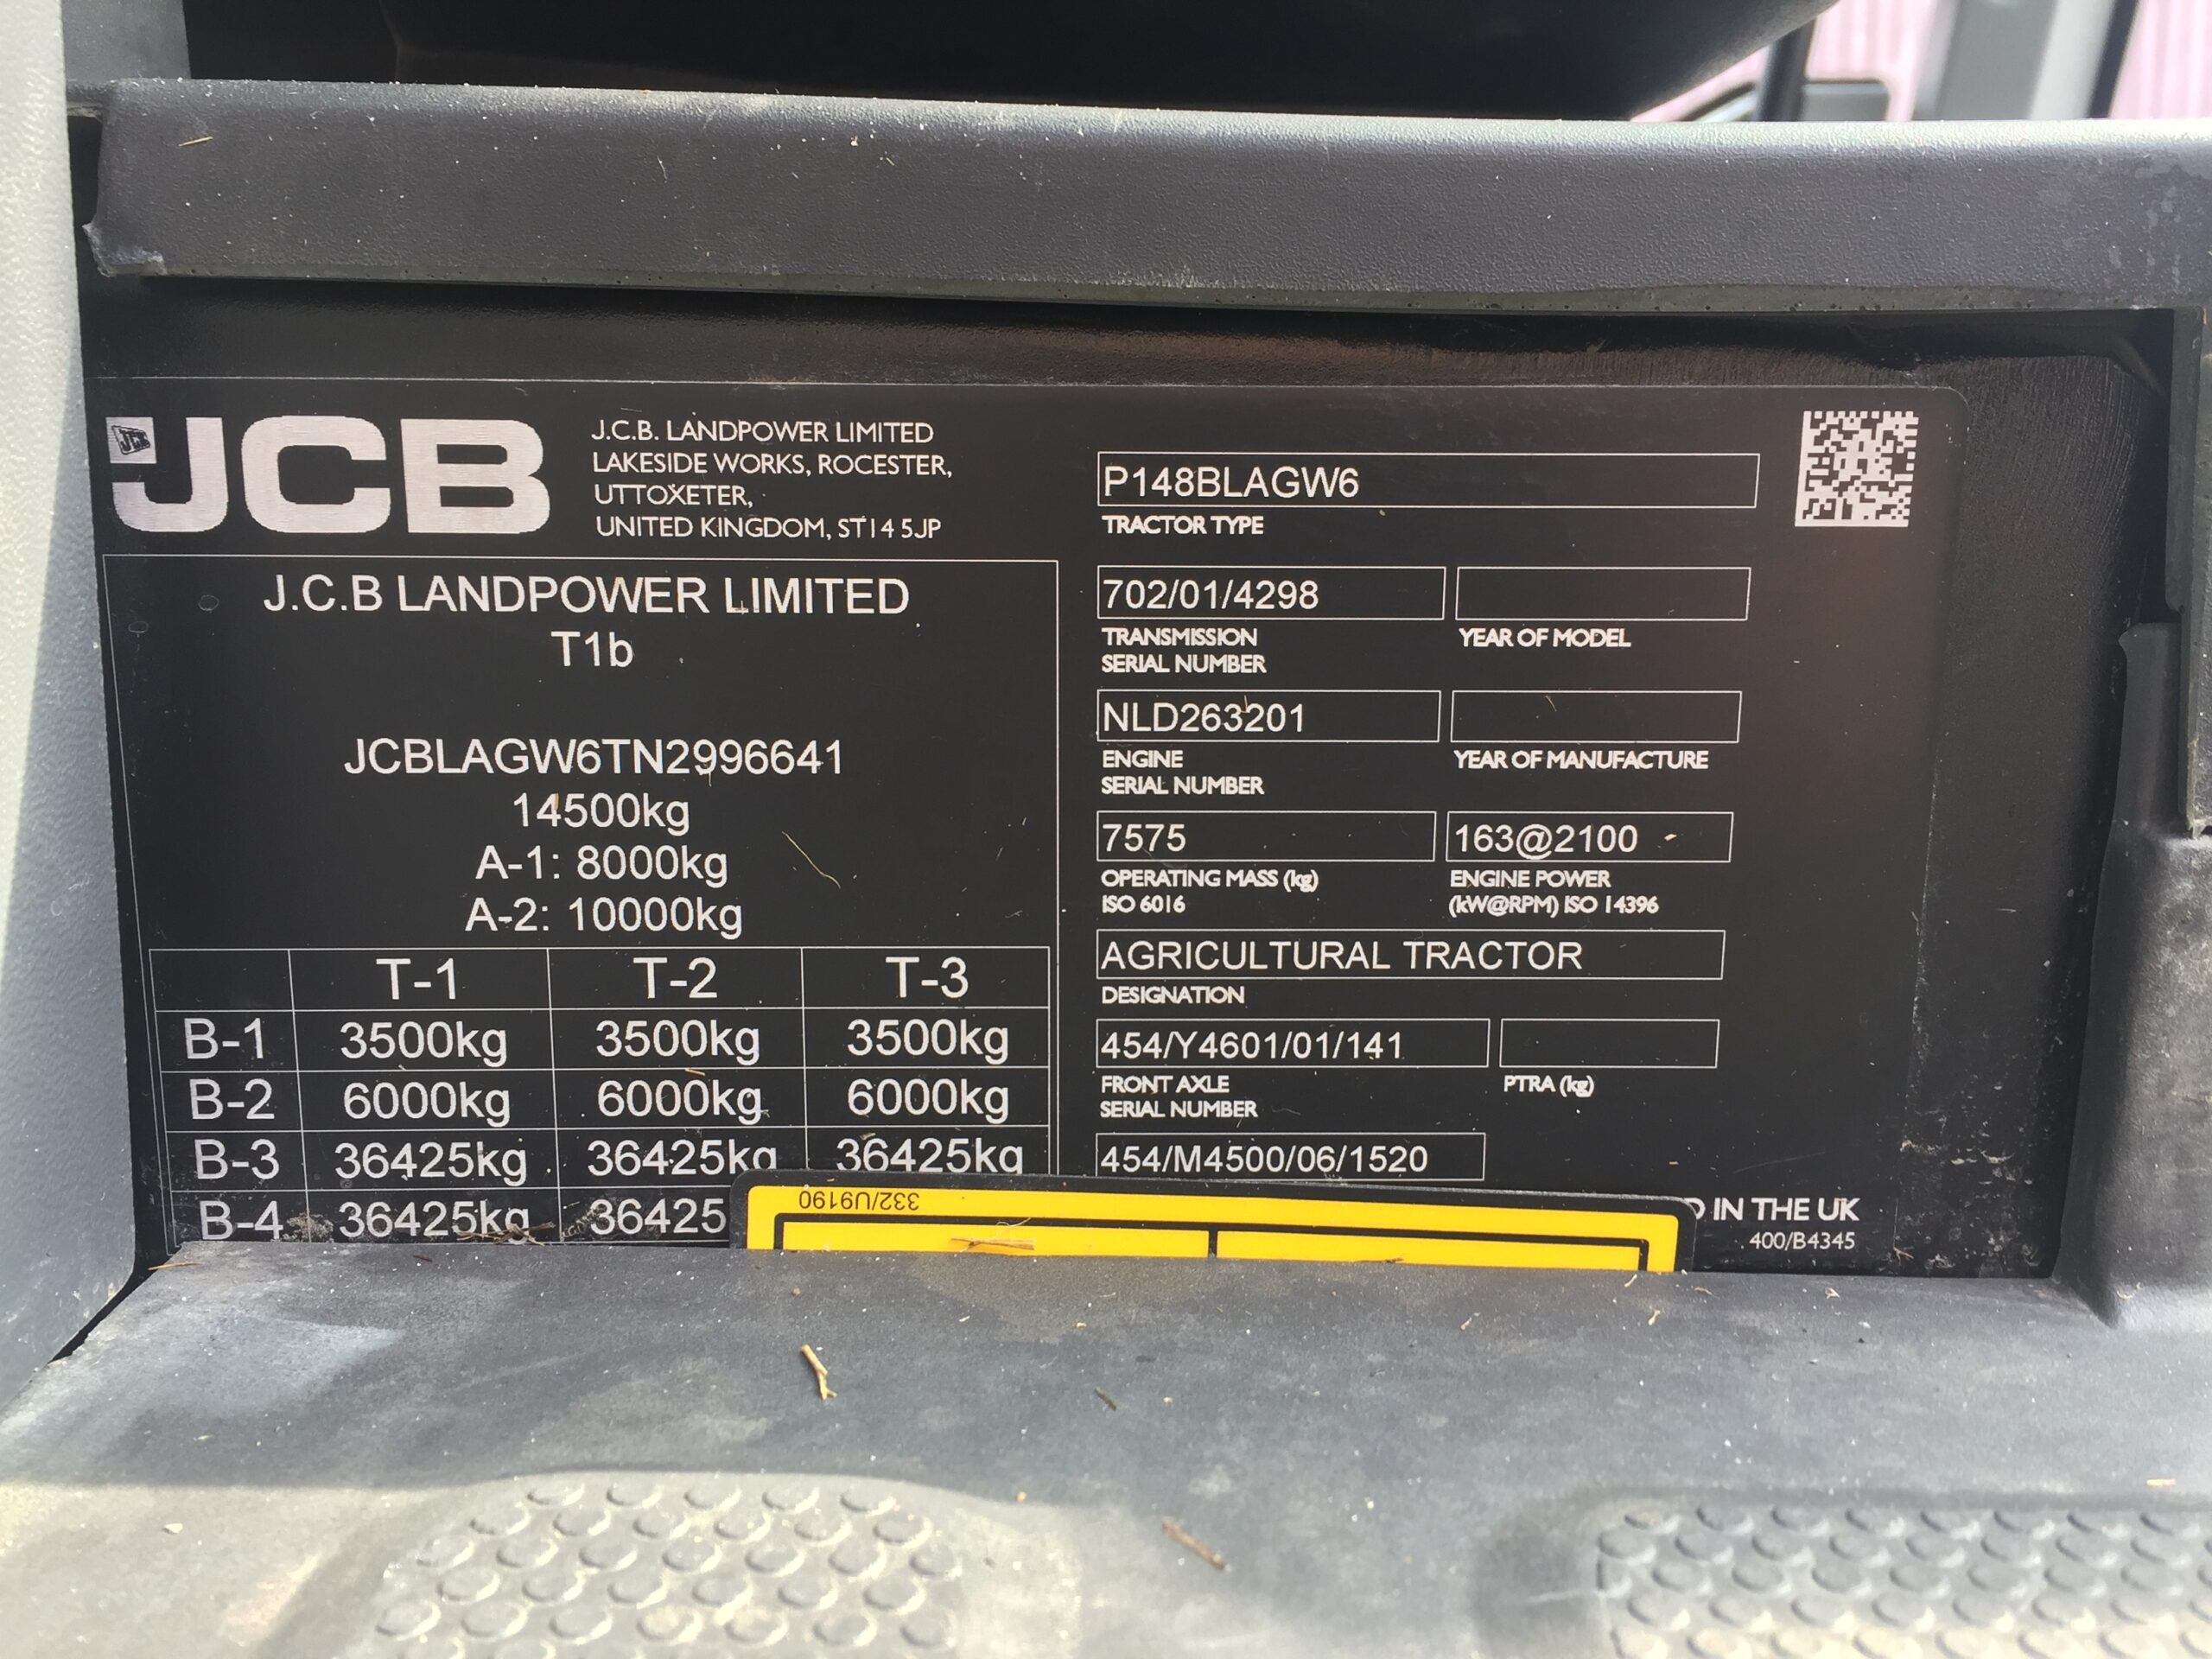 JCB
J.C.B. LANDPOWER LIMITED
LAKESIDE WORKS, ROCESTER,
UTTOXETER,
UNITED KINGDOM, ST14 5JP
J.C.B LANDPOWER LIMITED
T1b
JCBLAGW6TN2996641
14500kg
A-1: 8000kg
A-2: 10000kg
T-1 T-2 T-3
B-1 3500kg 3500kg 3500kg
B-2 6000kg 6000kg 6000kg
B-3 36425kg 36425kg 36425kg
B-4 36425kg 36425
P148BLAGW6
TRACTOR TYPE
702/01/4298
TRANSMISSION YEAR OF MODEL
SERIAL NUMBER
NLD263201
ENGINE YEAR OF MANUFACTURE
SERIAL NUMBER
7575 163@2100
OPERATING MASS (kg) ENGINE POWER
ISO 6016 (kW@RPM) ISO 14396
AGRICULTURAL TRACTOR
DESIGNATION
454/Y4601/01/141
FRONT AXLE PTRA (kg)
SERIAL NUMBER
454/M4500/06/1520
IN THE UK
400/B4345
332/U9190